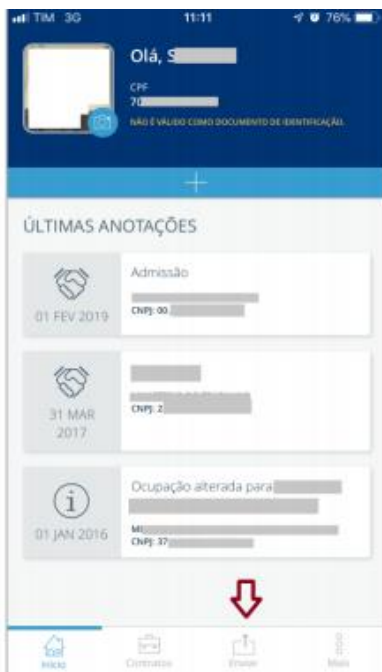 TIM 3G 11:11 76%
Olá, S
CPF
70
NÃO É VÁLIDO COMO DOCUMENTO DE IDENTIFICAÇÃO.
ÚLTIMAS ANOTAÇÕES
Admissão
CNPJ: 00.
01 FEV 2019
31 MAR
2017
CNPJ: 2
Ocupação alterada para
01 JAN 2016
MI
CNPJ: 37
Início Contratos Enviar Mais